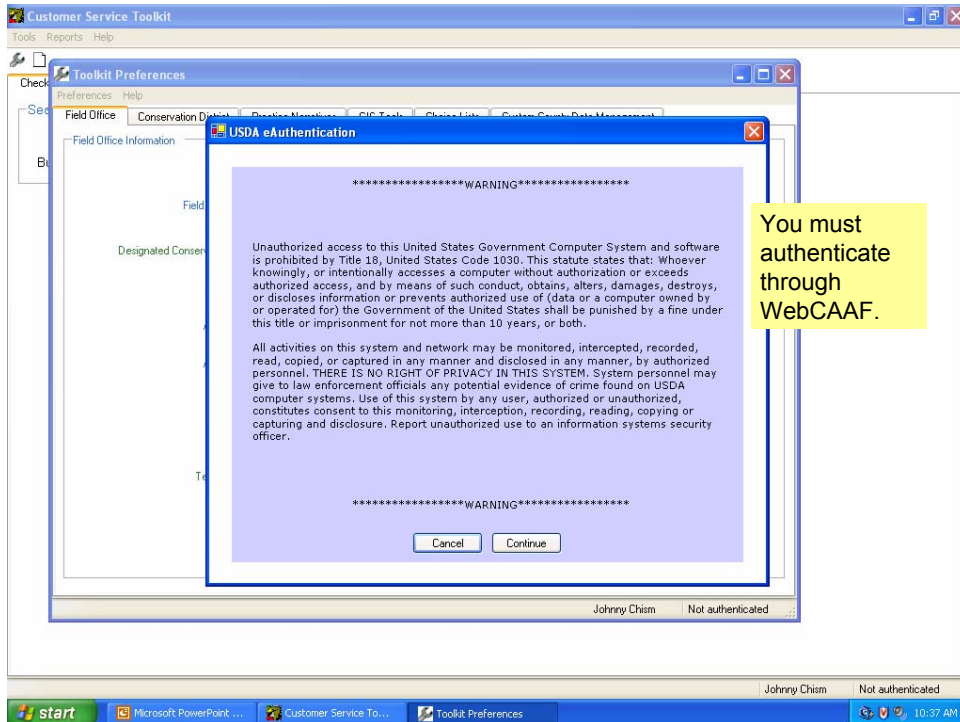 Customer Service Toolkit
Tools Reports Help
Toolkit Preferences
Check
Preferences Help
Field Office Conservation District
See
USDA eAuthentication
Field Office Information
Field
Designated Conser
*****************WARNING*****************
Unauthorized access to this United States Government Computer System and software
is prohibited by Title 18, United States Code 1030. This statute states that: Whoever
knowingly, or intentionally accesses a computer without authorization or exceeds
authorized access, and by means of such conduct, obtains, alters, damages, destroys,
or discloses information or prevents authorized use of (data or a computer owned by
or operated for) the Government of the United States shall be punished by a fine under
this title or imprisonment for not more than 10 years, or both.
All activities on this system and network may be monitored, intercepted, recorded,
read, copied, or captured in any manner and disclosed in any manner, by authorized
personnel. THERE IS NO RIGHT OF PRIVACY IN THIS SYSTEM. System personnel may
give to law enforcement officials any potential evidence of crime found on USDA
computer systems. Use of this system by any user, authorized or unauthorized,
constitutes consent to this monitoring, interception, recording, reading, copying or
capturing and disclosure. Report unauthorized use to an information systems security
officer.
*****************WARNING*****************
Cancel Continue
You must
authenticate
through
WebCAAF.
Te
Johnny Chism Not authenticated
Johnny Chism Not authenticated
start Microsoft PowerPoint ... Customer Service To... Toolkit Preferences 10:37 AM